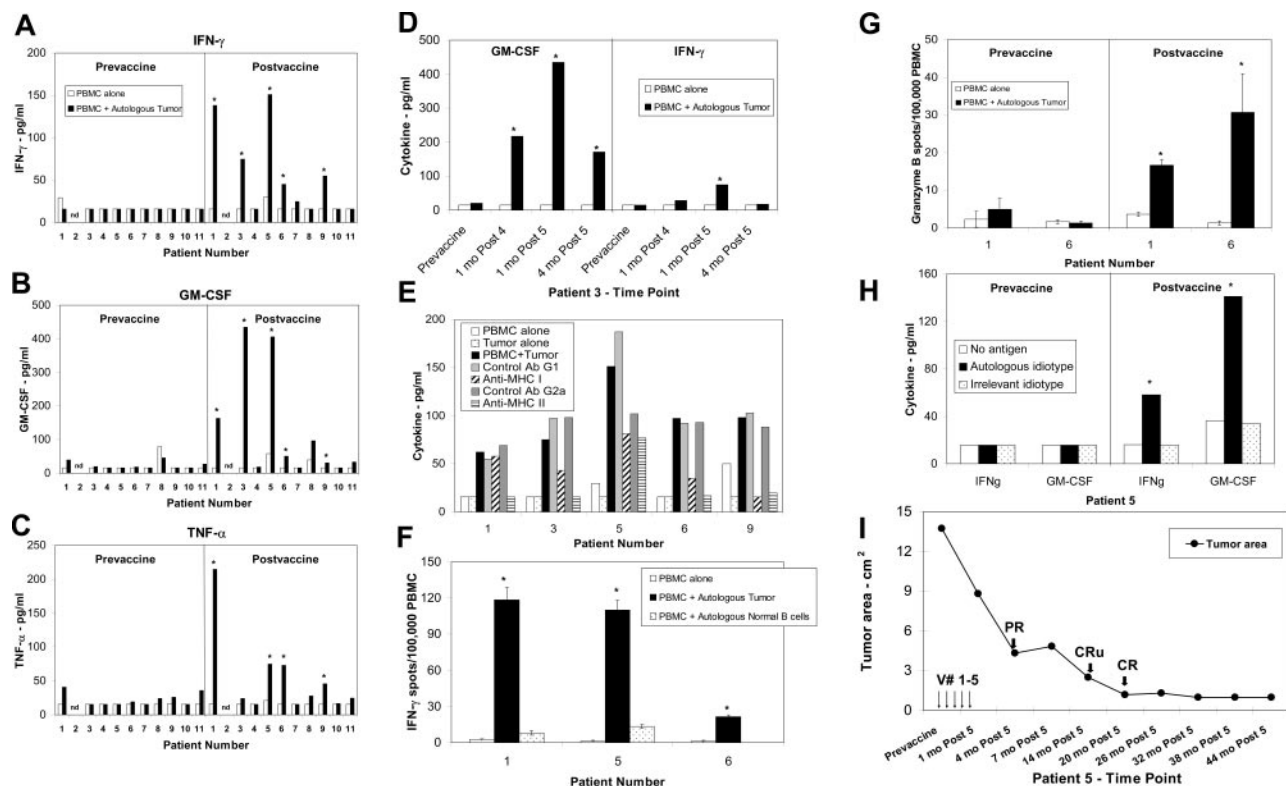 A
IFN-γ
200
150
100
50
0
IFN-γ - pg/ml
Prevaccine
Postvaccine
PBMC alone
PBMC + Autologous Tumor
nd
nd
1 2 3 4 5 6 7 8 9 10 11 1 2 3 4 5 6 7 8 9 10 11
* * * * *
Patient Number
B
GM-CSF
500
400
300
200
100
0
GM-CSF - pg/ml
Prevaccine
Postvaccine
nd
nd
* * * * *
1 2 3 4 5 6 7 8 9 10 11 1 2 3 4 5 6 7 8 9 10 11
Patient Number
C
TNF-α
250
200
150
100
50
0
TNF-α - pg/ml
Prevaccine
Postvaccine
nd
nd
* * * *
1 2 3 4 5 6 7 8 9 10 11 1 2 3 4 5 6 7 8 9 10 11
Patient Number
D
500
400
300
200
100
0
Cytokine - pg/ml
GM-CSF
IFN-γ
PBMC alone
PBMC + Autologous Tumor
* * * *
Prevaccine
1 mo Post 4
1 mo Post 5
4 mo Post 5
Prevaccine
1 mo Post 4
1 mo Post 5
4 mo Post 5
Patient 3 - Time Point
E
200
150
100
50
0
Cytokine - pg/ml
PBMC alone
Tumor alone
PBMC+Tumor
Control Ab G1
Anti-MHC I
Control Ab G2a
Anti-MHC II
1 3 5 6 9
Patient Number
F
150
120
90
60
30
0
IFN-γ spots/100,000 PBMC
PBMC alone
PBMC + Autologous Tumor
PBMC + Autologous Normal B cells
* * *
1 5 6
Patient Number
G
40
30
20
10
0
Granzyme B spots/100,000 PBMC
Prevaccine
Postvaccine
PBMC alone
PBMC + Autologous Tumor
* *
1 6 1 6
Patient Number
H
160
120
80
40
0
Cytokine - pg/ml
Prevaccine
Postvaccine
No antigen
Autologous idiotype
Irrelevant idiotype
* *
IFNg GM-CSF IFNg GM-CSF
Patient 5
I
15
12
9
6
3
0
Tumor area - cm²
Tumor area
PR
CRu
CR
V# 1-5
Prevaccine
1 mo Post 5
4 mo Post 5
7 mo Post 5
14 mo Post 5
20 mo Post 5
26 mo Post 5
32 mo Post 5
38 mo Post 5
44 mo Post 5
Patient 5 - Time Point